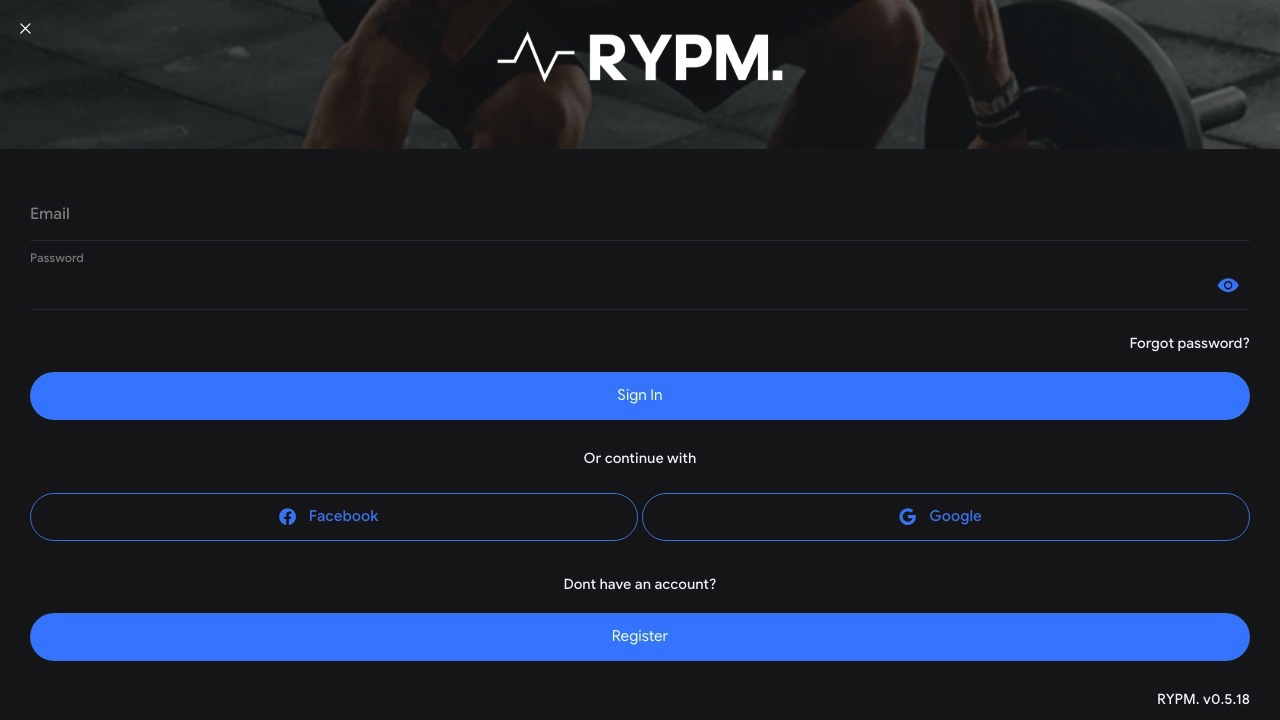 RYPM.
Email
Password
Forgot password?
Sign In
Or continue with
Facebook
Google
Dont have an account?
Register
RYPM. v0.5.18